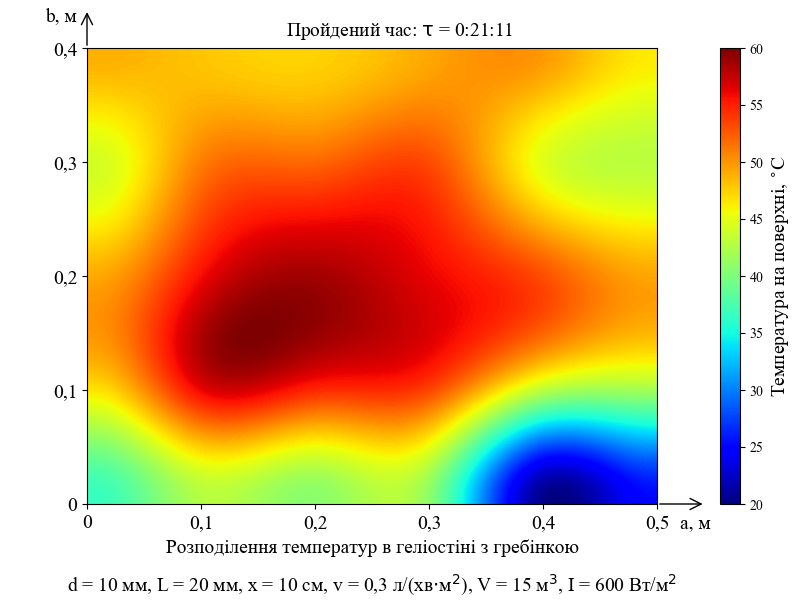 b, м
Пройдений час: τ = 0:21:11
0,4
0,3
0,2
0,1
0
0 0,1 0,2 0,3 0,4 0,5 a, м
60
55
50
45
40
35
30
25
20
Температура на поверхні, ˚C
Розподілення температур в геліостіні з гребінкою
d = 10 мм, L = 20 мм, x = 10 см, v = 0,3 л/(хв·м²), V = 15 м³, I = 600 Вт/м²